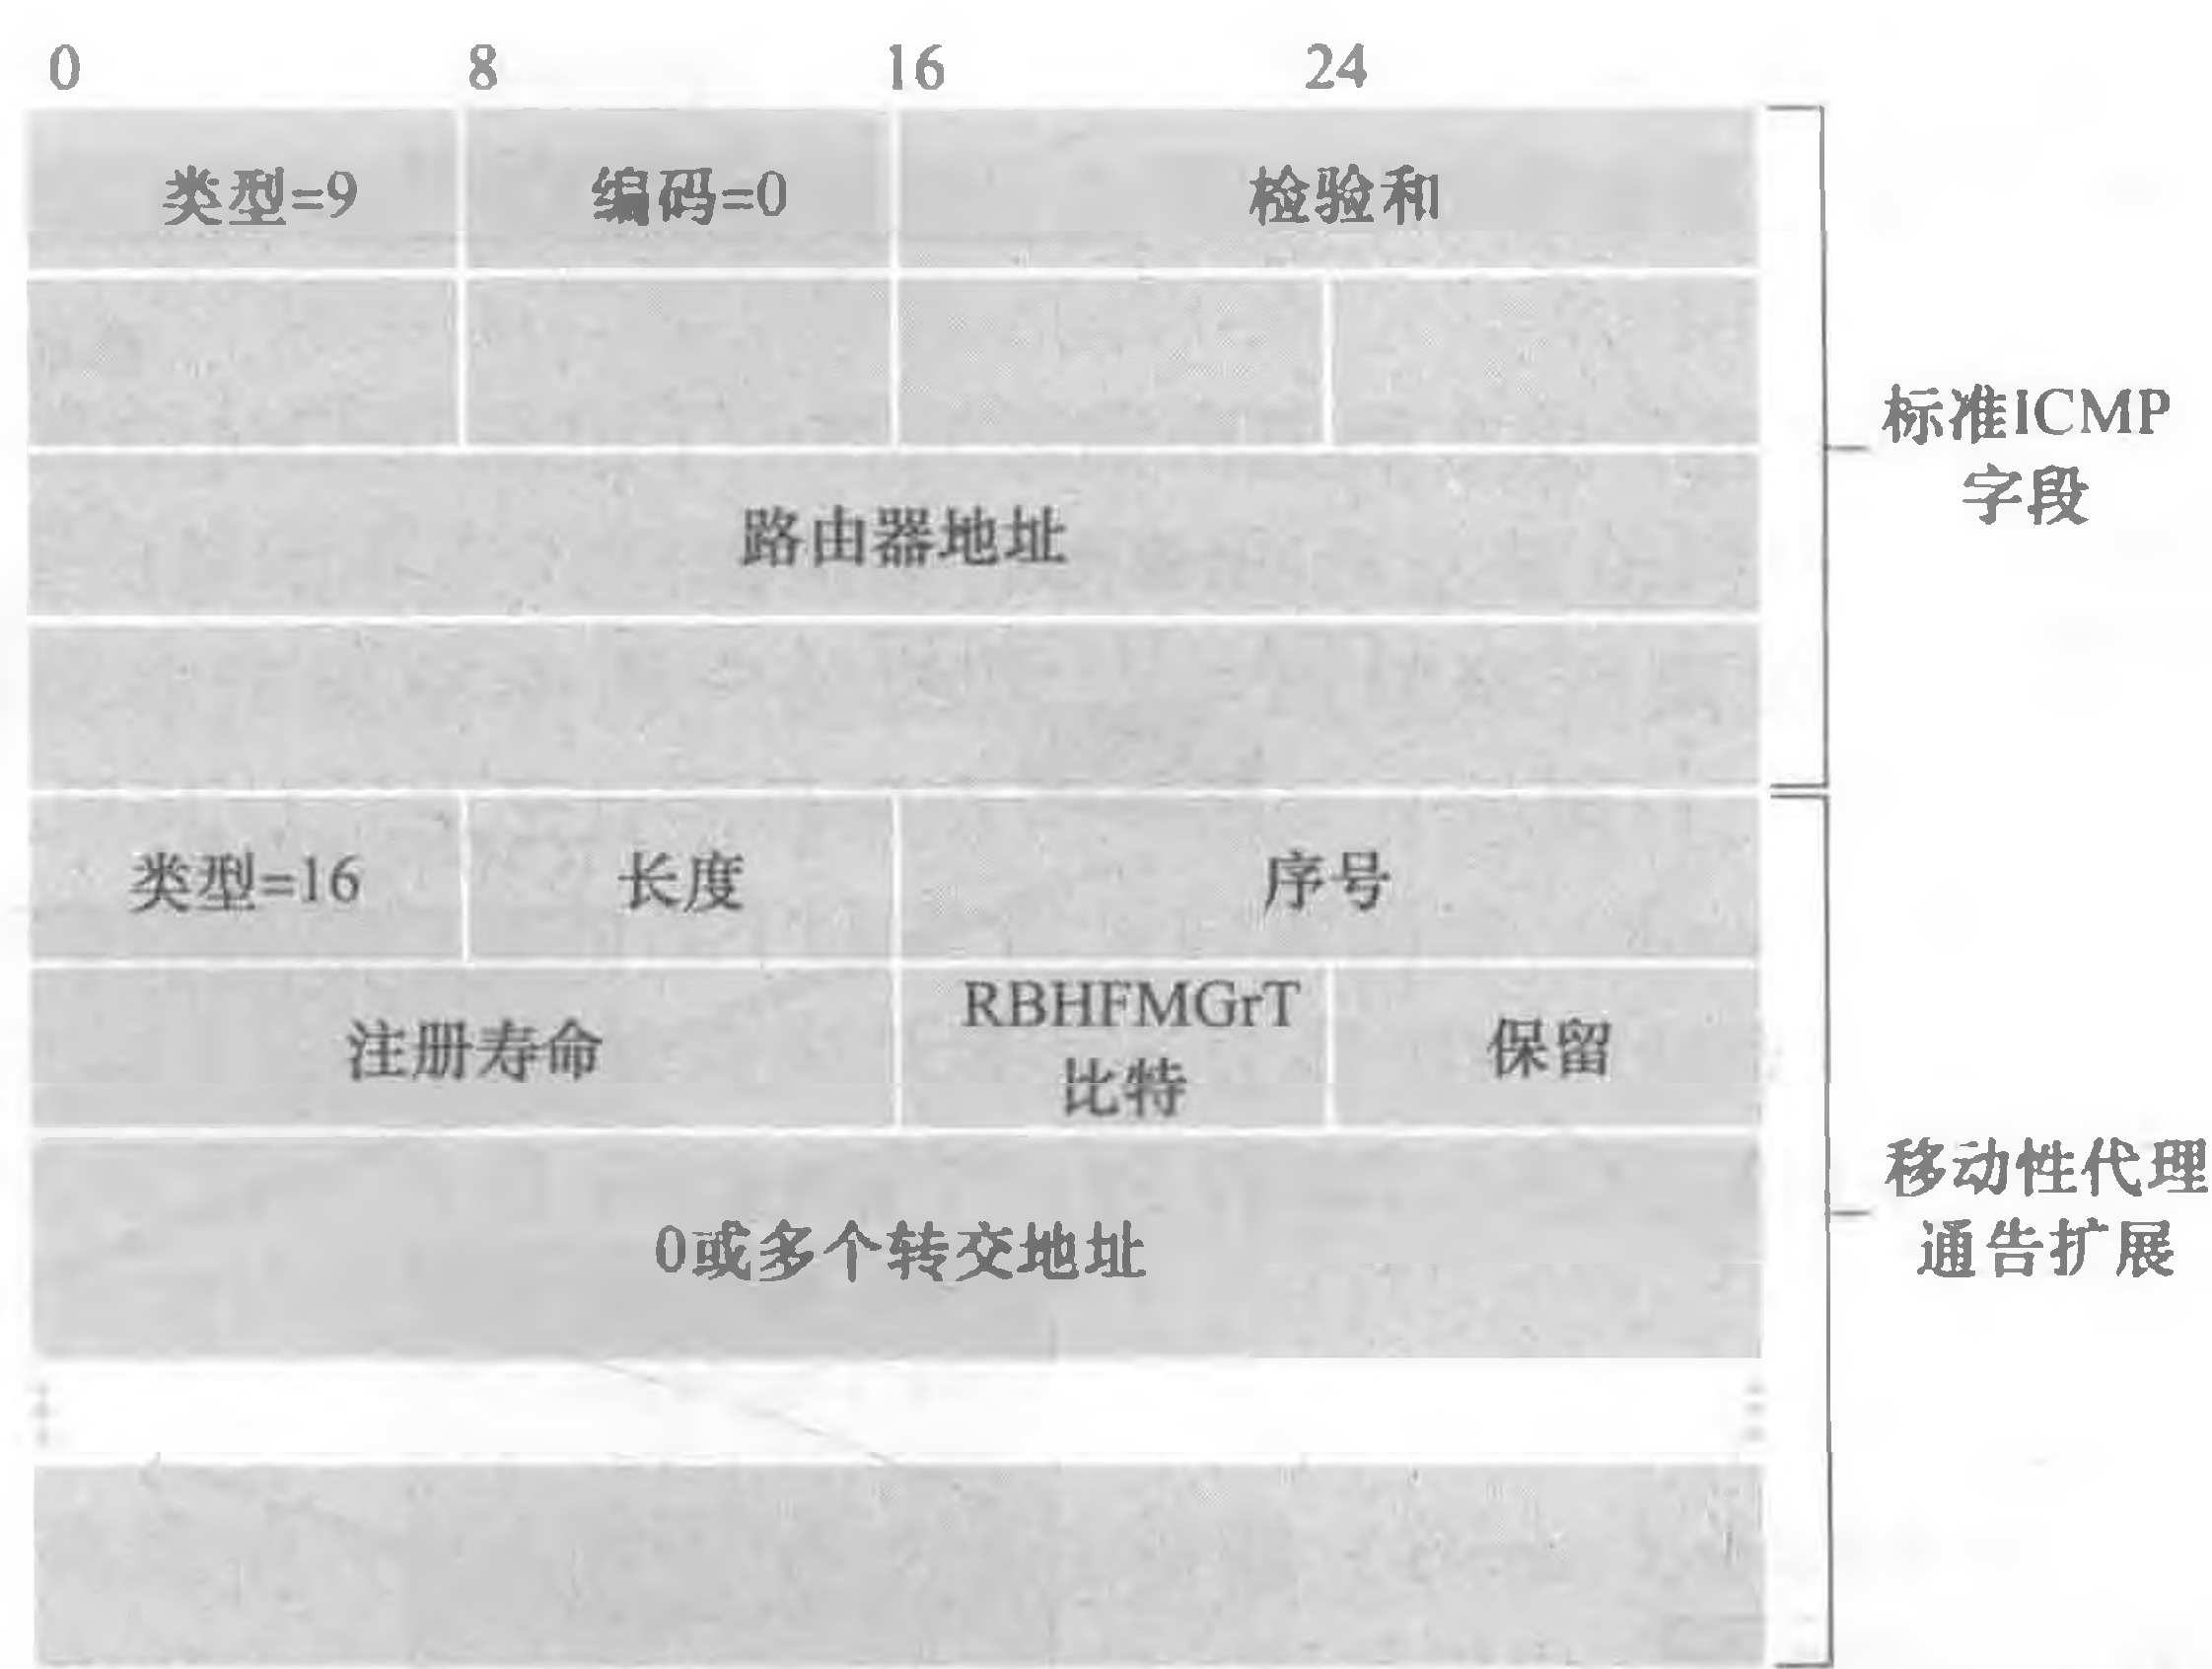 0 8 16 24
类型=9 编码=0 检验和
标准ICMP
字段
路由器地址
类型=16 长度 序号
注册寿命 RBHFMGrT
比特 保留
移动性代理
通告扩展
0或多个转交地址